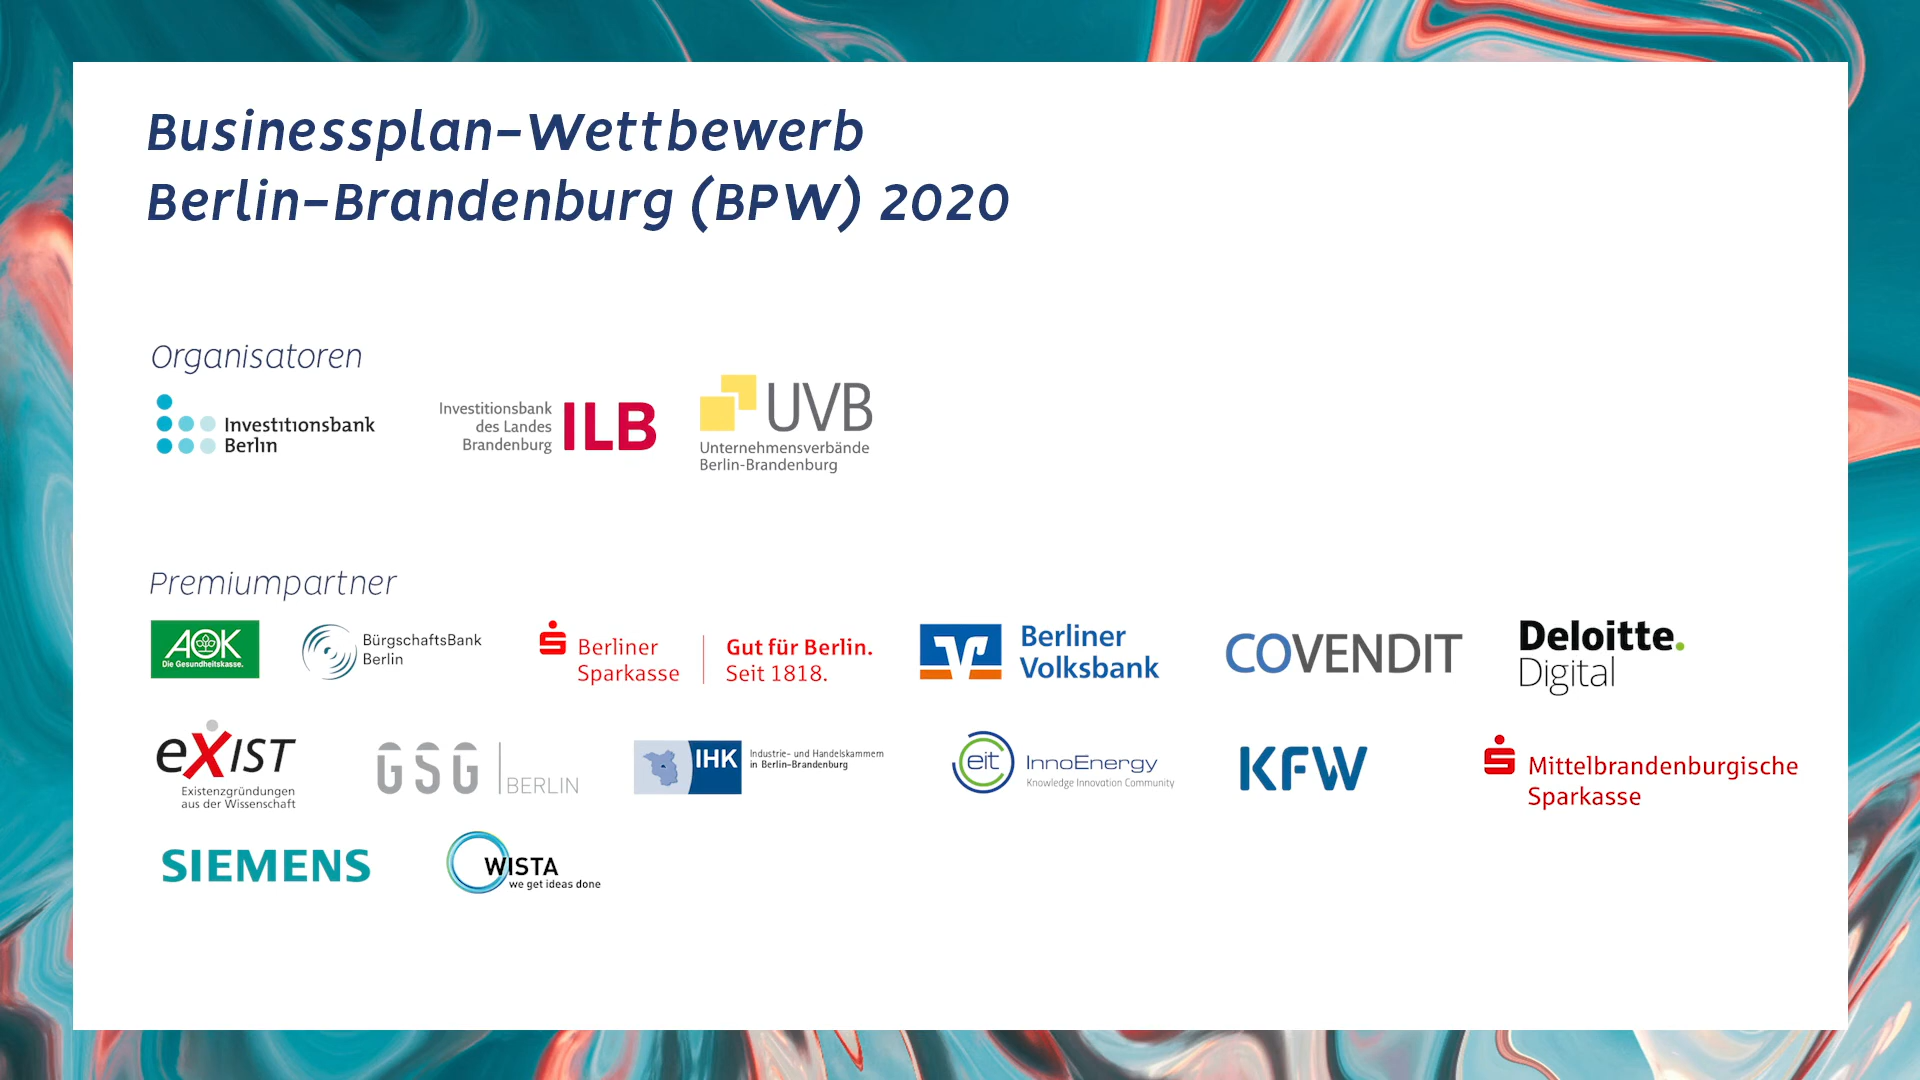 Businessplan-Wettbewerb
Berlin-Brandenburg (BPW) 2020
Organisatoren
Investitionsbank
Berlin
Investitionsbank
des Landes
Brandenburg
ILB
UVB
Unternehmensverbände
Berlin-Brandenburg
Premiumpartner
AOK
Die Gesundheitskasse.
BürgschaftsBank
Berlin
Berliner
Sparkasse
Gut für Berlin.
Seit 1818.
Berliner
Volksbank
COVENDIT
Deloitte.
Digital
eXIST
Existenzgründungen
aus der Wissenschaft
GSG
BERLIN
IHK
Industrie- und Handelskammern
in Berlin-Brandenburg
eit
InnoEnergy
Knowledge Innovation Community
KFW
Mittelbrandenburgische
Sparkasse
SIEMENS
WISTA
we get ideas done